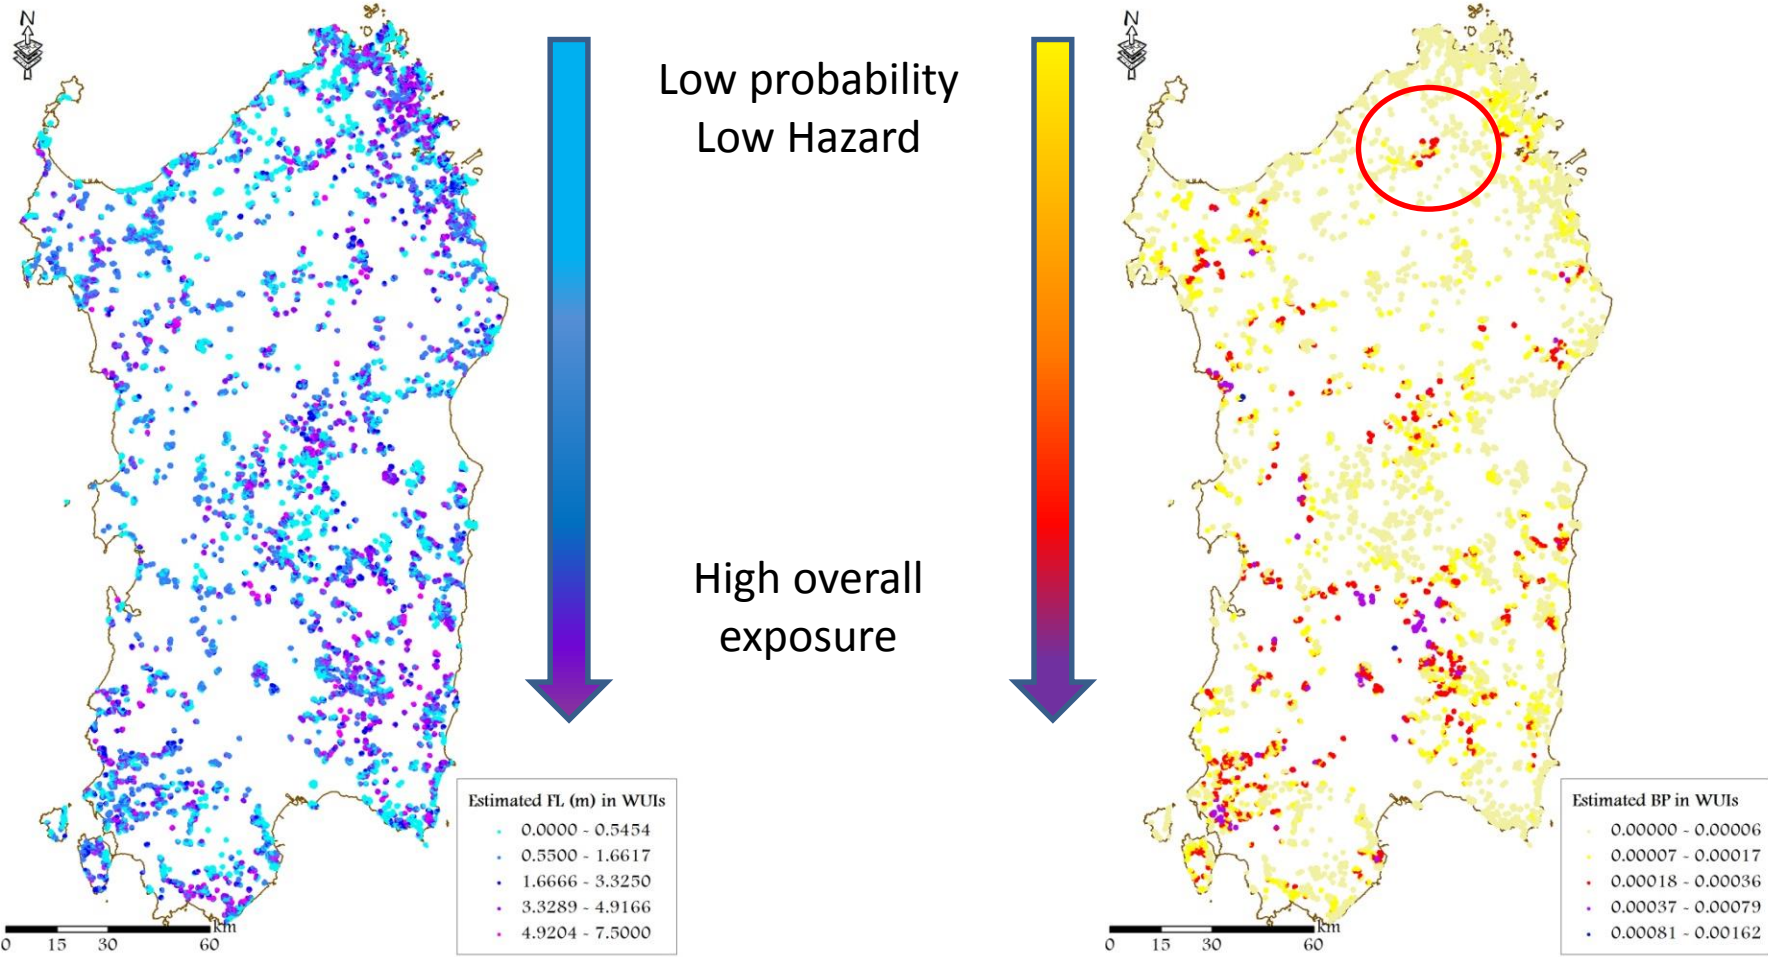 N
Low probability
Low Hazard
High overall
exposure
Estimated FL (m) in WUIs
0.0000 - 0.5454
0.5500 - 1.6617
1.6666 - 3.3250
3.3289 - 4.9166
4.9204 - 7.5000
km
0 15 30 60
N
Estimated BP in WUIs
0.00000 - 0.00006
0.00007 - 0.00017
0.00018 - 0.00036
0.00037 - 0.00079
0.00081 - 0.00162
km
0 15 30 60